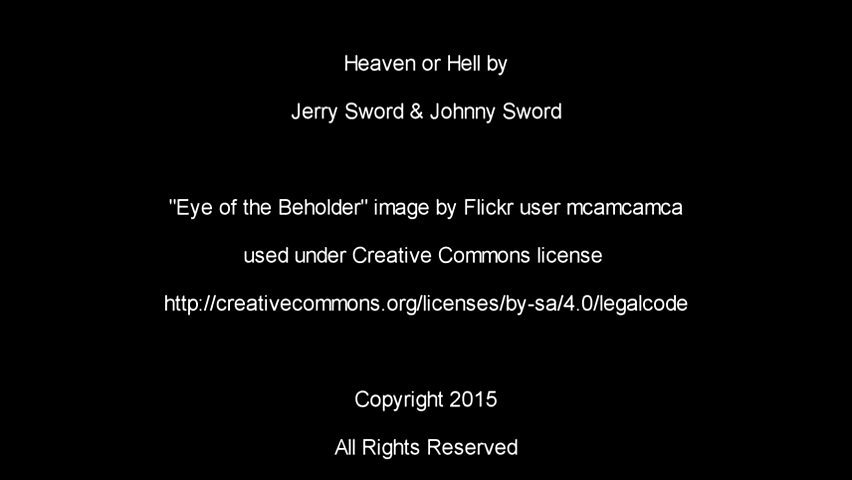 Heaven or Hell by
Jerry Sword & Johnny Sword
"Eye of the Beholder" image by Flickr user mcamcamca
used under Creative Commons license
http://creativecommons.org/licenses/by-sa/4.0/legalcode
Copyright 2015
All Rights Reserved